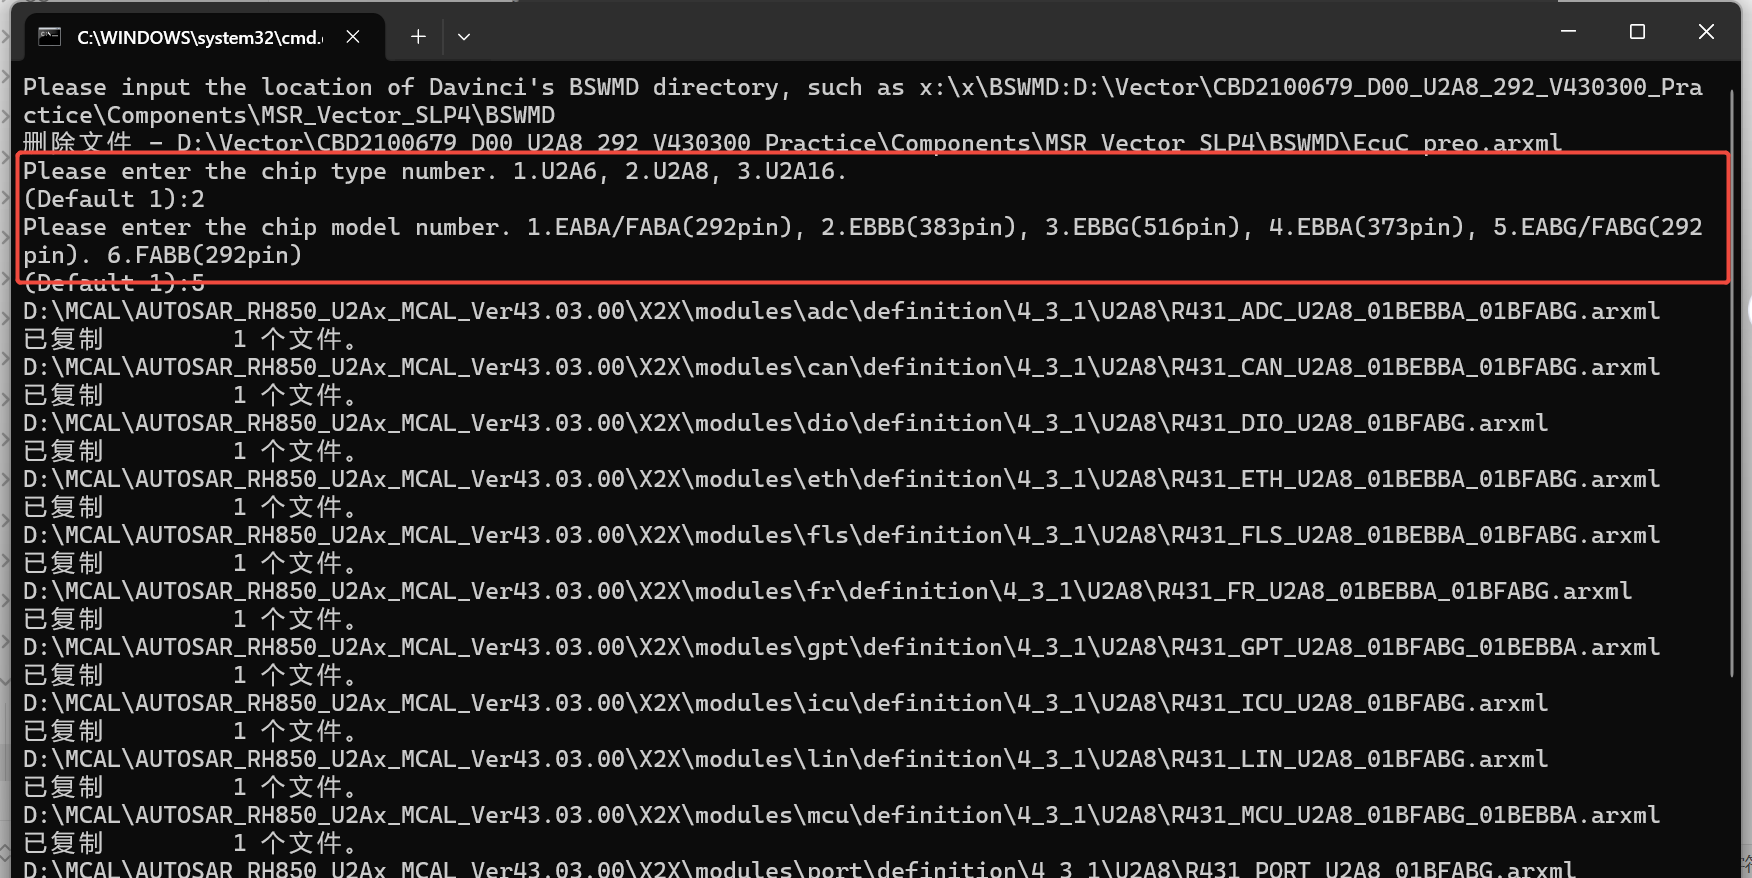 C:\WINDOWS\system32\cmd.
Please input the location of Davinci's BSWMD directory, such as x:\x\BSWMD:D:\Vector\CBD2100679_D00_U2A8_292_V430300_Pra
ctice\Components\MSR_Vector_SLP4\BSWMD
删除文件 - D:\Vector\CBD2100679_D00_U2A8_292_V430300_Practice\Components\MSR_Vector_SLP4\BSWMD\EcuC_preo.arxml
Please enter the chip type number. 1.U2A6, 2.U2A8, 3.U2A16.
(Default 1):2
Please enter the chip model number. 1.EABA/FABA(292pin), 2.EBBB(383pin), 3.EBBG(516pin), 4.EBBA(373pin), 5.EABG/FABG(292
pin). 6.FABB(292pin)
(Default 1):5
D:\MCAL\AUTOSAR_RH850_U2Ax_MCAL_Ver43.03.00\X2X\modules\adc\definition\4_3_1\U2A8\R431_ADC_U2A8_01BEBBA_01BFABG.arxml
已复制         1 个文件。
D:\MCAL\AUTOSAR_RH850_U2Ax_MCAL_Ver43.03.00\X2X\modules\can\definition\4_3_1\U2A8\R431_CAN_U2A8_01BEBBA_01BFABG.arxml
已复制         1 个文件。
D:\MCAL\AUTOSAR_RH850_U2Ax_MCAL_Ver43.03.00\X2X\modules\dio\definition\4_3_1\U2A8\R431_DIO_U2A8_01BFABG.arxml
已复制         1 个文件。
D:\MCAL\AUTOSAR_RH850_U2Ax_MCAL_Ver43.03.00\X2X\modules\eth\definition\4_3_1\U2A8\R431_ETH_U2A8_01BEBBA_01BFABG.arxml
已复制         1 个文件。
D:\MCAL\AUTOSAR_RH850_U2Ax_MCAL_Ver43.03.00\X2X\modules\fls\definition\4_3_1\U2A8\R431_FLS_U2A8_01BEBBA_01BFABG.arxml
已复制         1 个文件。
D:\MCAL\AUTOSAR_RH850_U2Ax_MCAL_Ver43.03.00\X2X\modules\fr\definition\4_3_1\U2A8\R431_FR_U2A8_01BEBBA_01BFABG.arxml
已复制         1 个文件。
D:\MCAL\AUTOSAR_RH850_U2Ax_MCAL_Ver43.03.00\X2X\modules\gpt\definition\4_3_1\U2A8\R431_GPT_U2A8_01BFABG_01BEBBA.arxml
已复制         1 个文件。
D:\MCAL\AUTOSAR_RH850_U2Ax_MCAL_Ver43.03.00\X2X\modules\icu\definition\4_3_1\U2A8\R431_ICU_U2A8_01BFABG.arxml
已复制         1 个文件。
D:\MCAL\AUTOSAR_RH850_U2Ax_MCAL_Ver43.03.00\X2X\modules\lin\definition\4_3_1\U2A8\R431_LIN_U2A8_01BFABG.arxml
已复制         1 个文件。
D:\MCAL\AUTOSAR_RH850_U2Ax_MCAL_Ver43.03.00\X2X\modules\mcu\definition\4_3_1\U2A8\R431_MCU_U2A8_01BFABG_01BEBBA.arxml
已复制         1 个文件。
D:\MCAL\AUTOSAR_RH850_U2Ax_MCAL_Ver43.03.00\X2X\modules\port\definition\4_3_1\U2A8\R431_PORT_U2A8_01BFABG.arxml